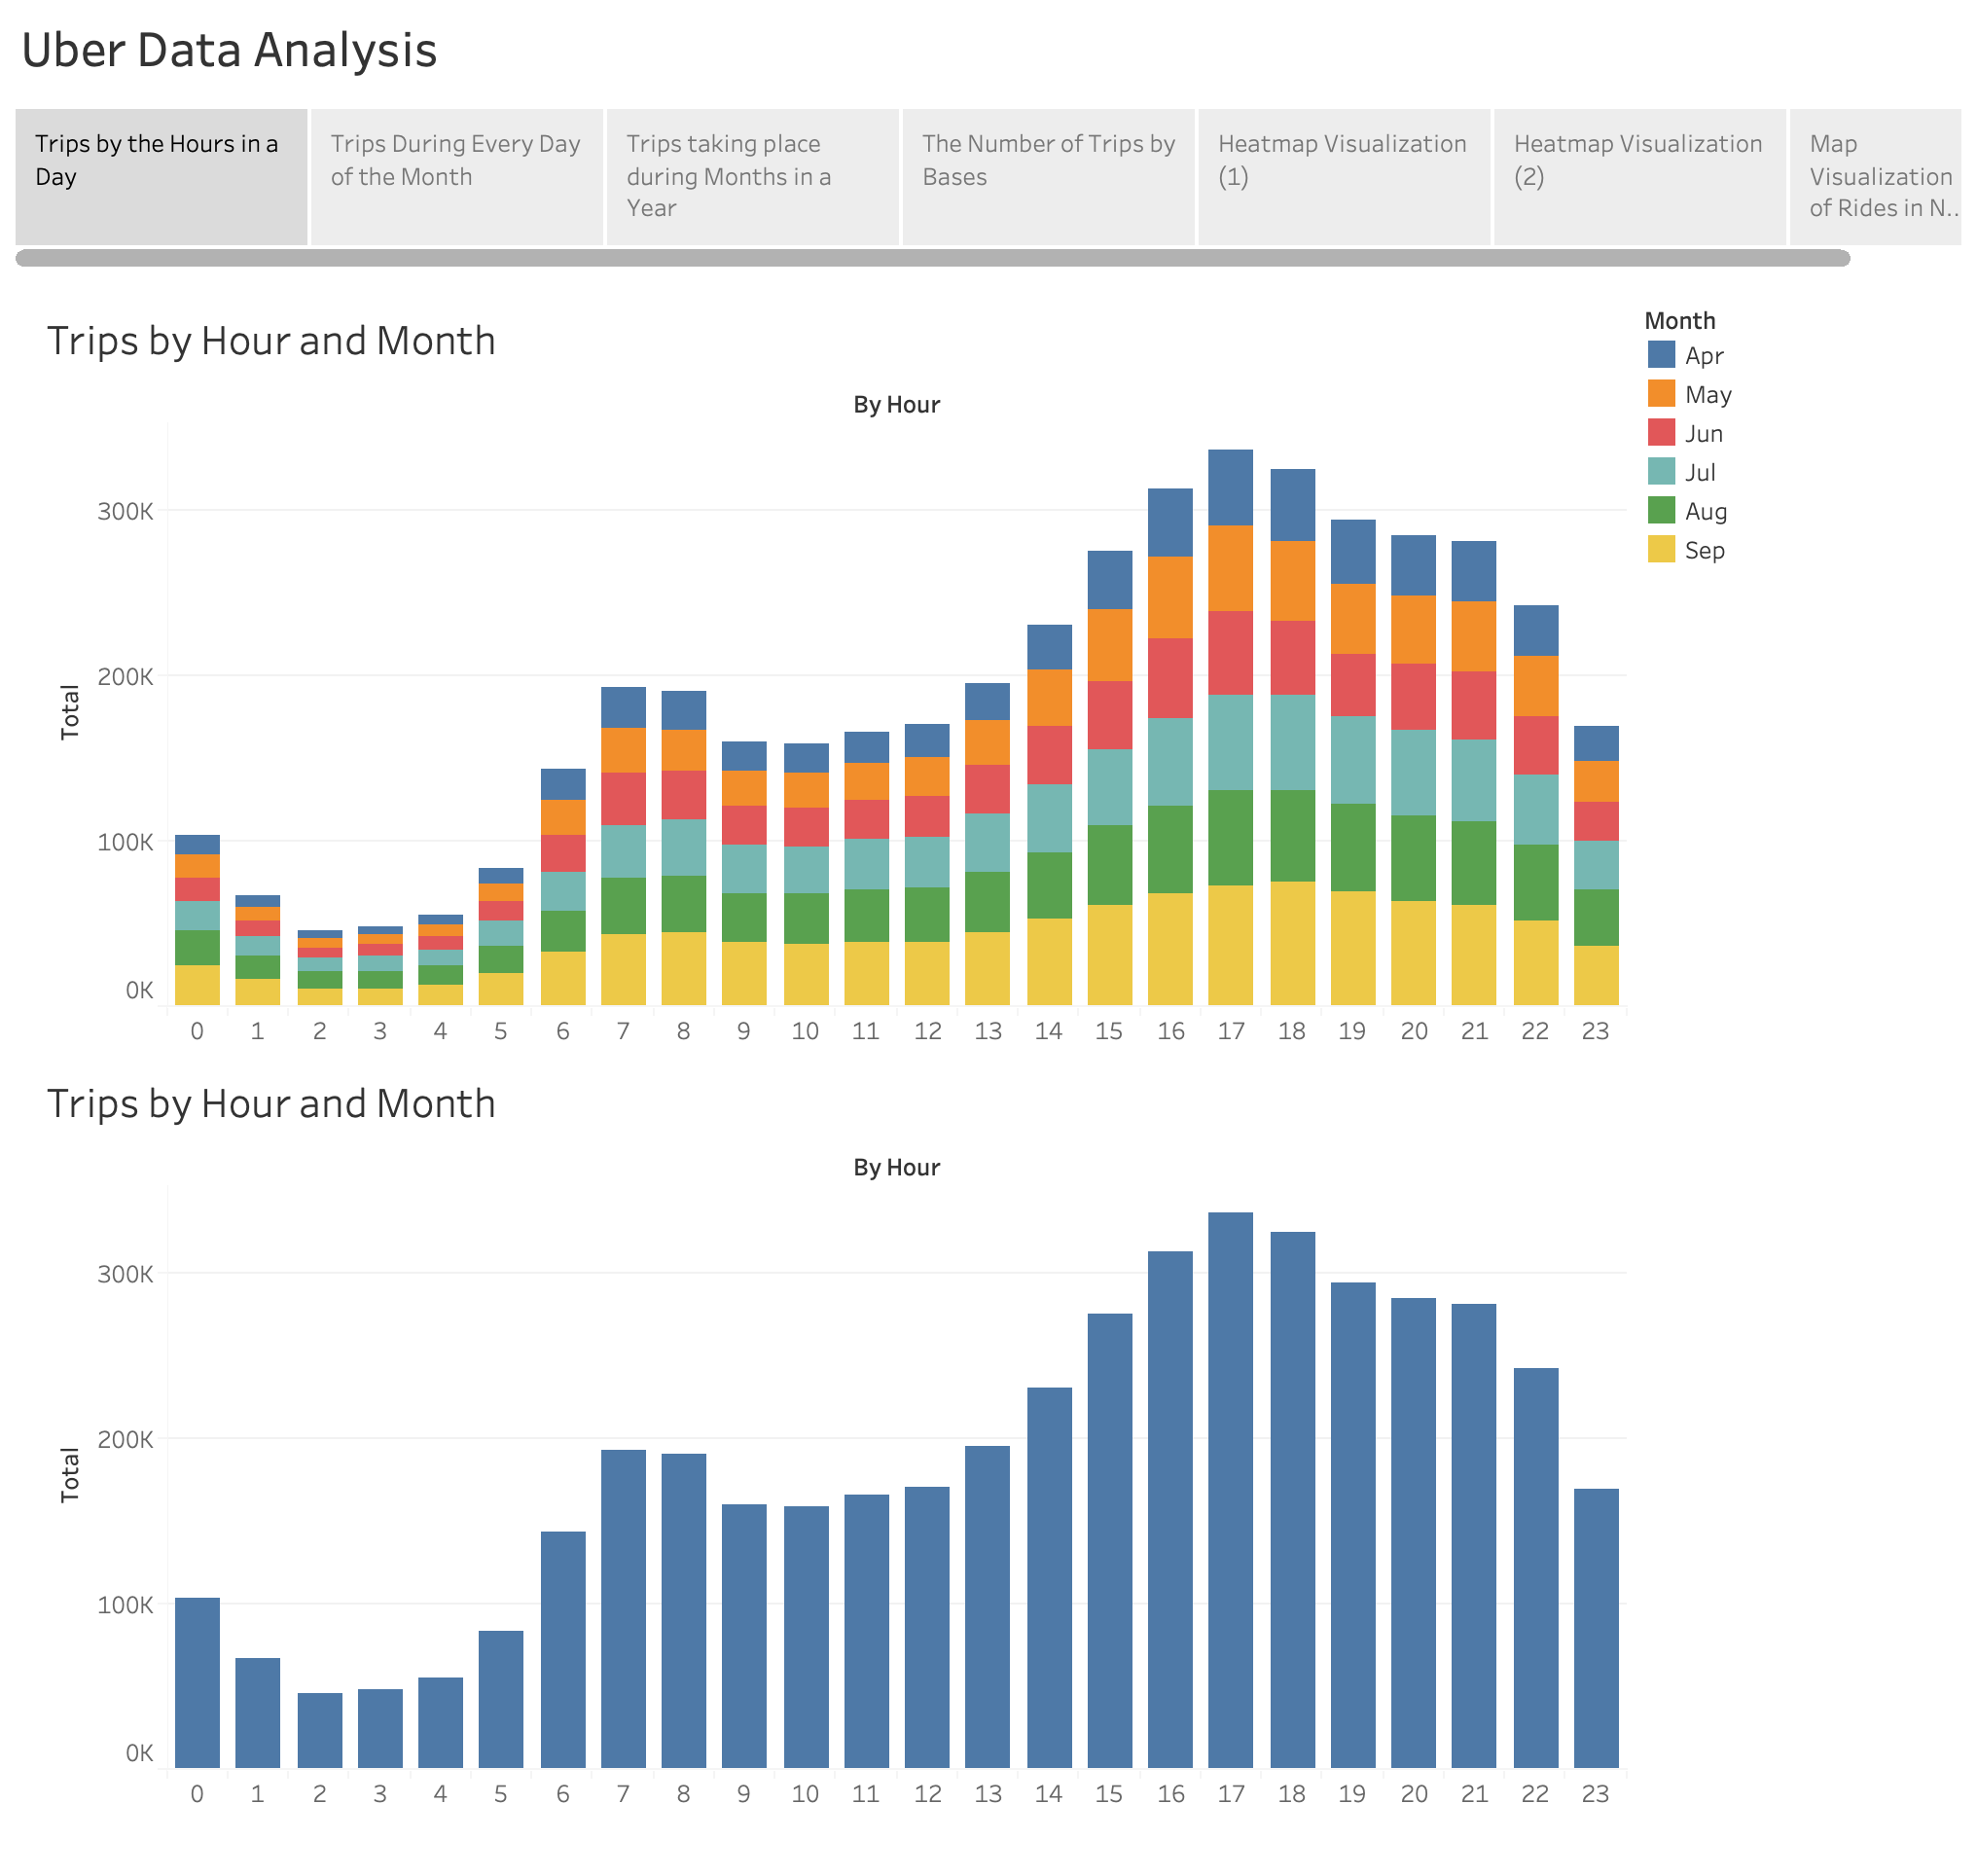 Uber Data Analysis
Trips by the Hours in a
Day
Trips During Every Day
of the Month
Trips taking place
during Months in a
Year
The Number of Trips by
Bases
Heatmap Visualization
(1)
Heatmap Visualization
(2)
Map
Visualization
of Rides in N..
Trips by Hour and Month
Month
Apr
May
Jun
Jul
Aug
Sep
By Hour
300K
200K
100K
0K
Total
0 1 2 3 4 5 6 7 8 9 10 11 12 13 14 15 16 17 18 19 20 21 22 23
Trips by Hour and Month
By Hour
300K
200K
100K
0K
Total
0 1 2 3 4 5 6 7 8 9 10 11 12 13 14 15 16 17 18 19 20 21 22 23